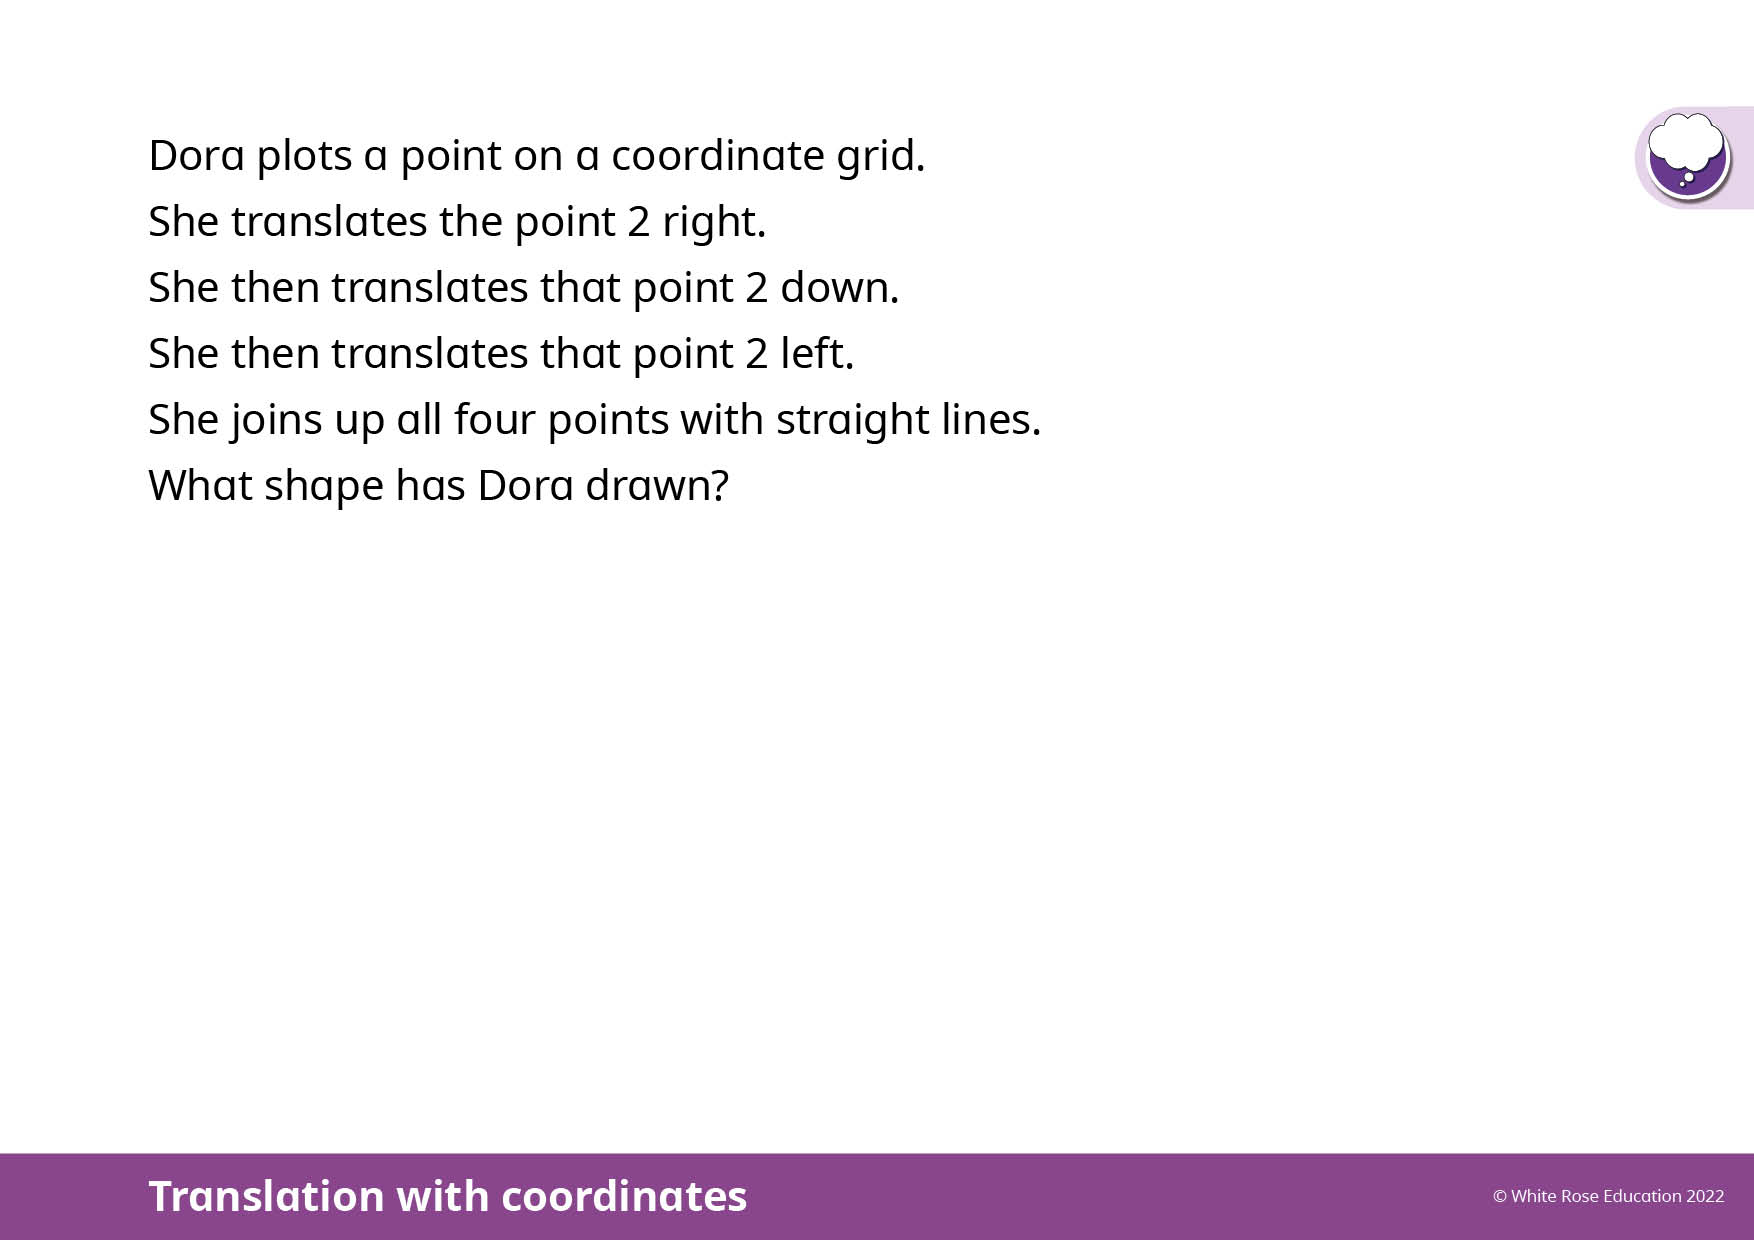 Dora plots a point on a coordinate grid.
She translates the point 2 right.
She then translates that point 2 down.
She then translates that point 2 left.
She joins up all four points with straight lines.
What shape has Dora drawn?
Translation with coordinates
© White Rose Education 2022